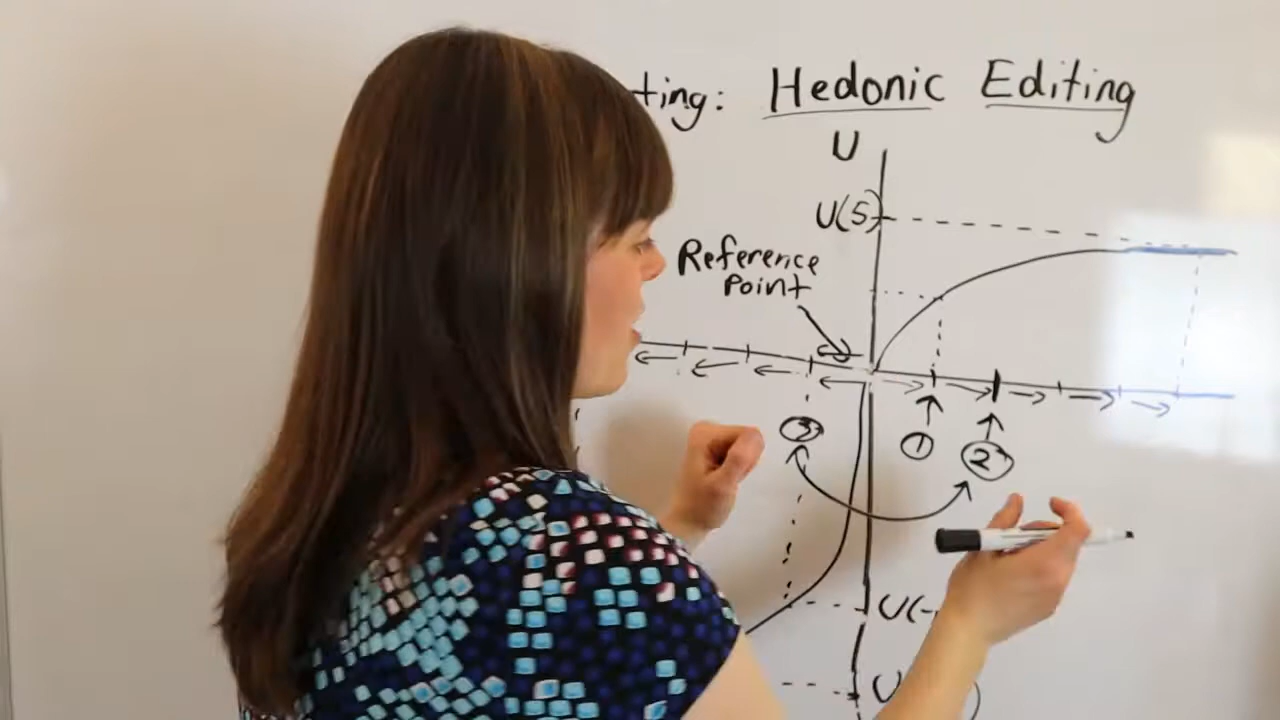 ting: Hedonic Editing
U
U(5)
Reference
Point
3
1
2
U(-
U
)